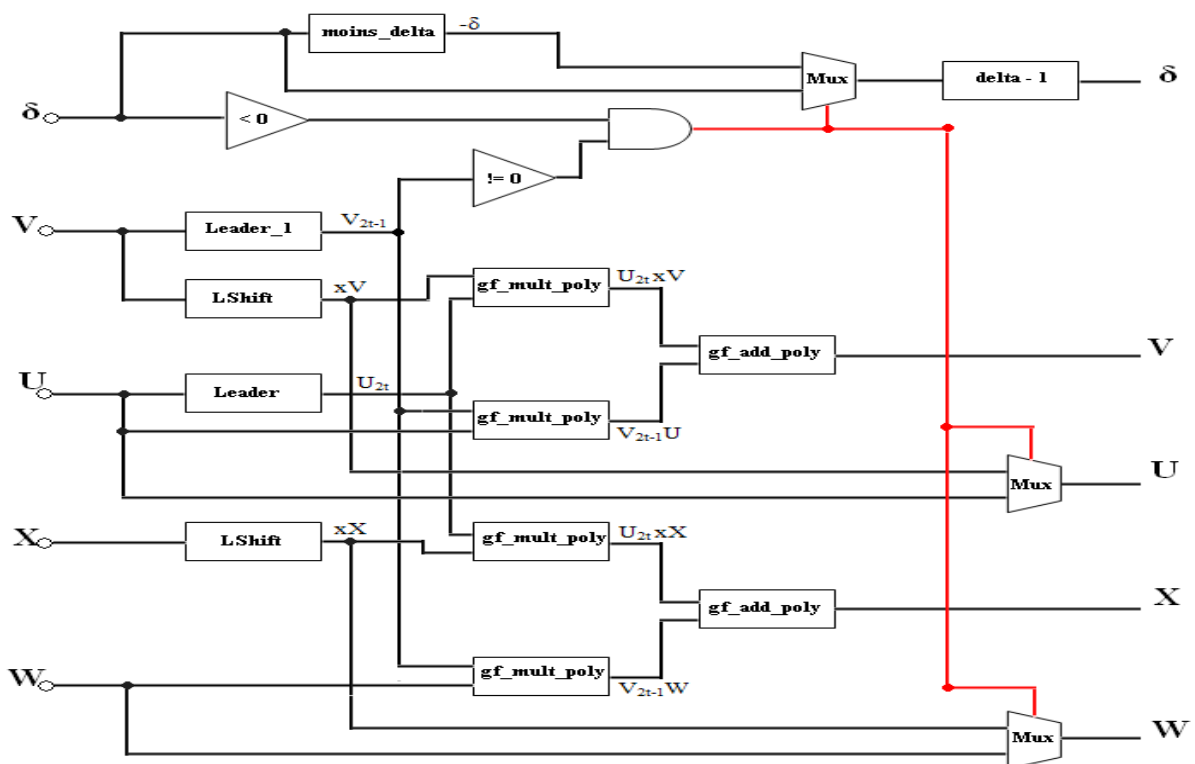 moins_delta
-δ
Mux
delta - 1
δ
δ
< 0
!= 0
V
Leader_1
V2t-1
LShift
xV
gf_mult_poly
U2t xV
gf_add_poly
V
U
Leader
U2t
gf_mult_poly
V2t-1U
Mux
U
X
LShift
xX
gf_mult_poly
U2t xX
gf_add_poly
X
W
gf_mult_poly
V2t-1W
Mux
W